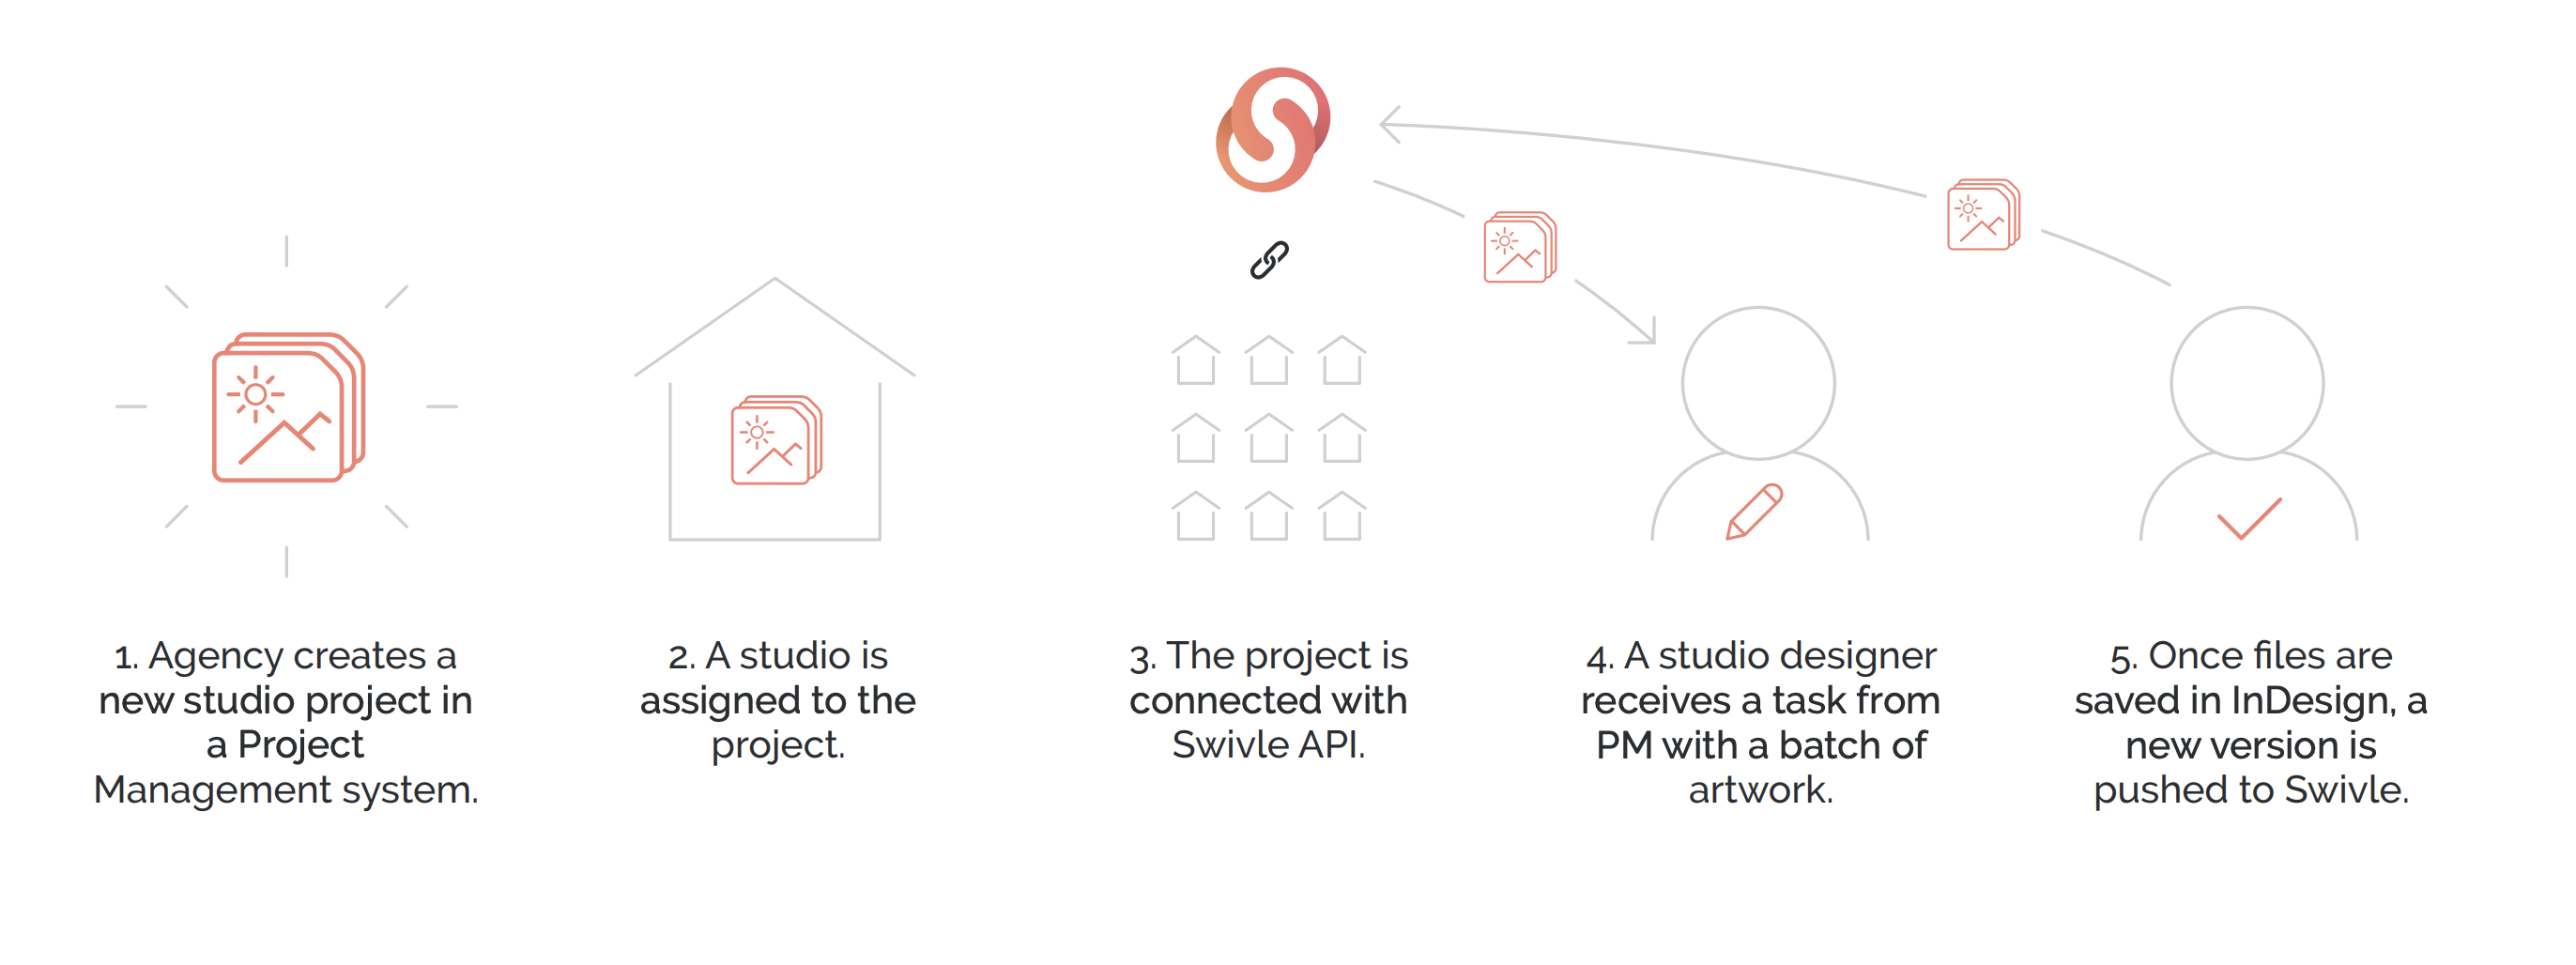 1. Agency creates a
new studio project in
a Project
Management system.
2. A studio is
assigned to the
project.
3. The project is
connected with
Swivle API.
4. A studio designer
receives a task from
PM with a batch of
artwork.
5. Once files are
saved in InDesign, a
new version is
pushed to Swivle.